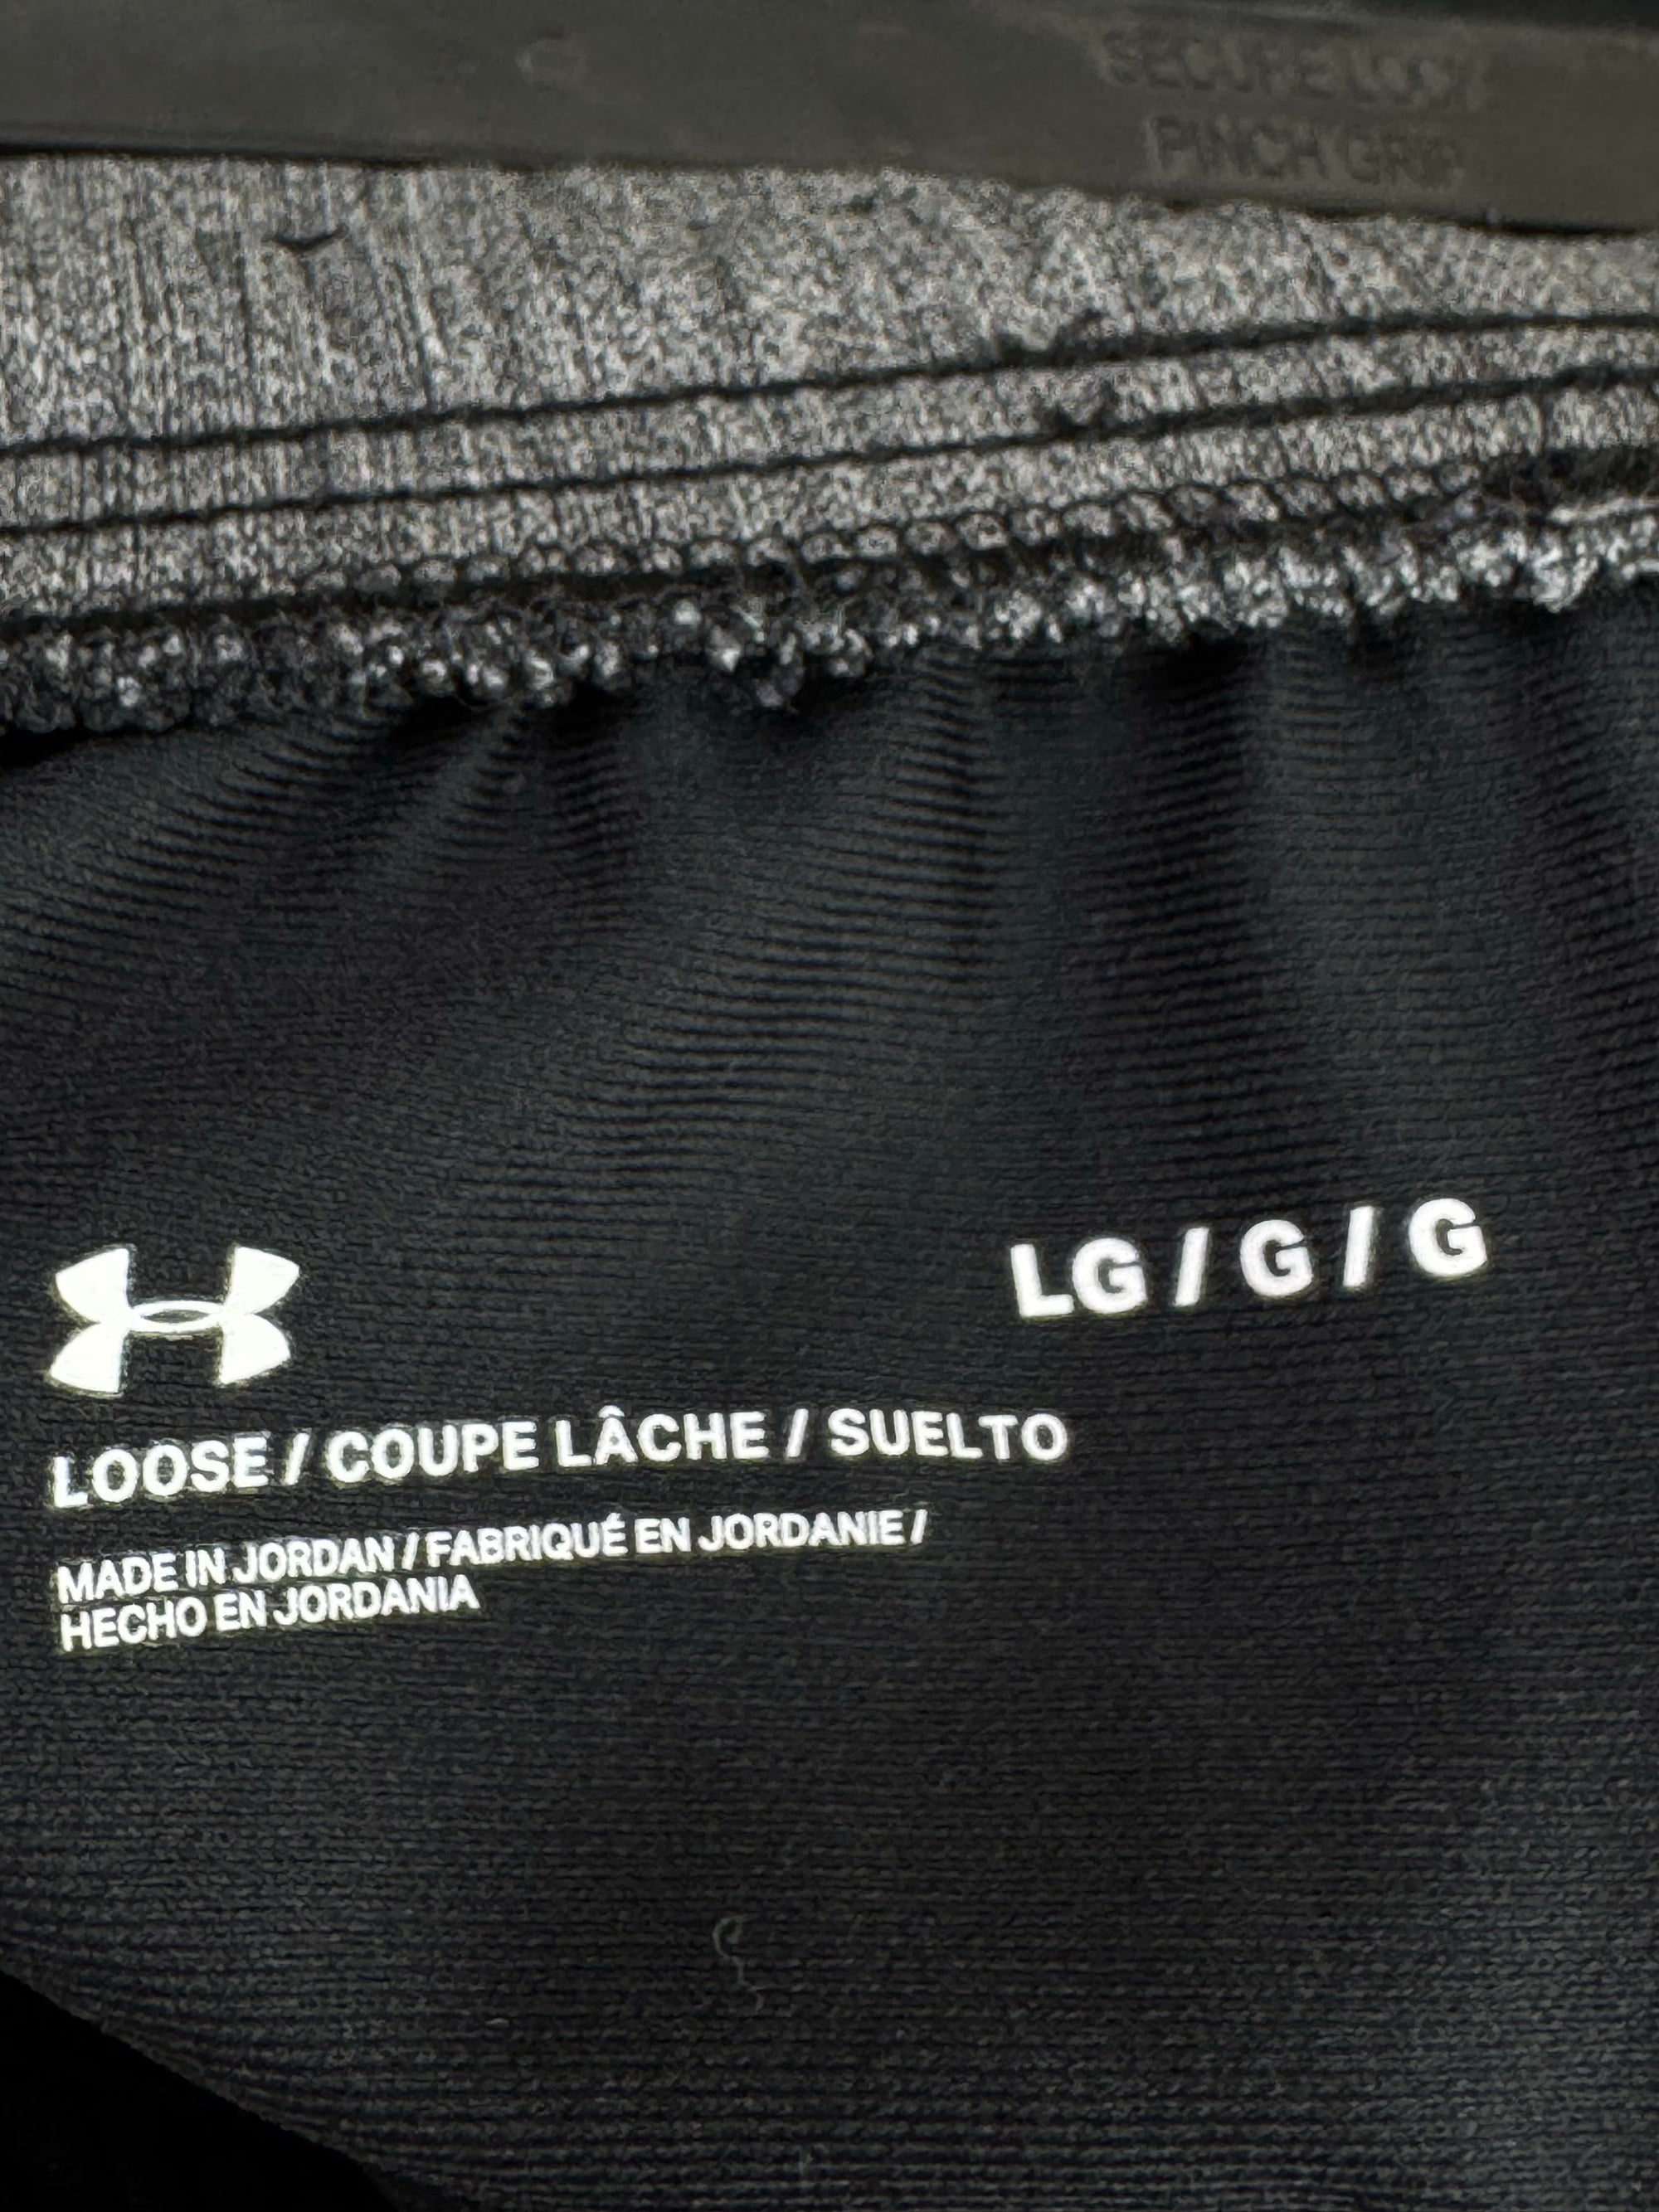 SECURE LOCK
PINCH GRIP
LG / G / G
LOOSE / COUPE LÂCHE / SUELTO
MADE IN JORDAN / FABRIQUÉ EN JORDANIE /
HECHO EN JORDANIA